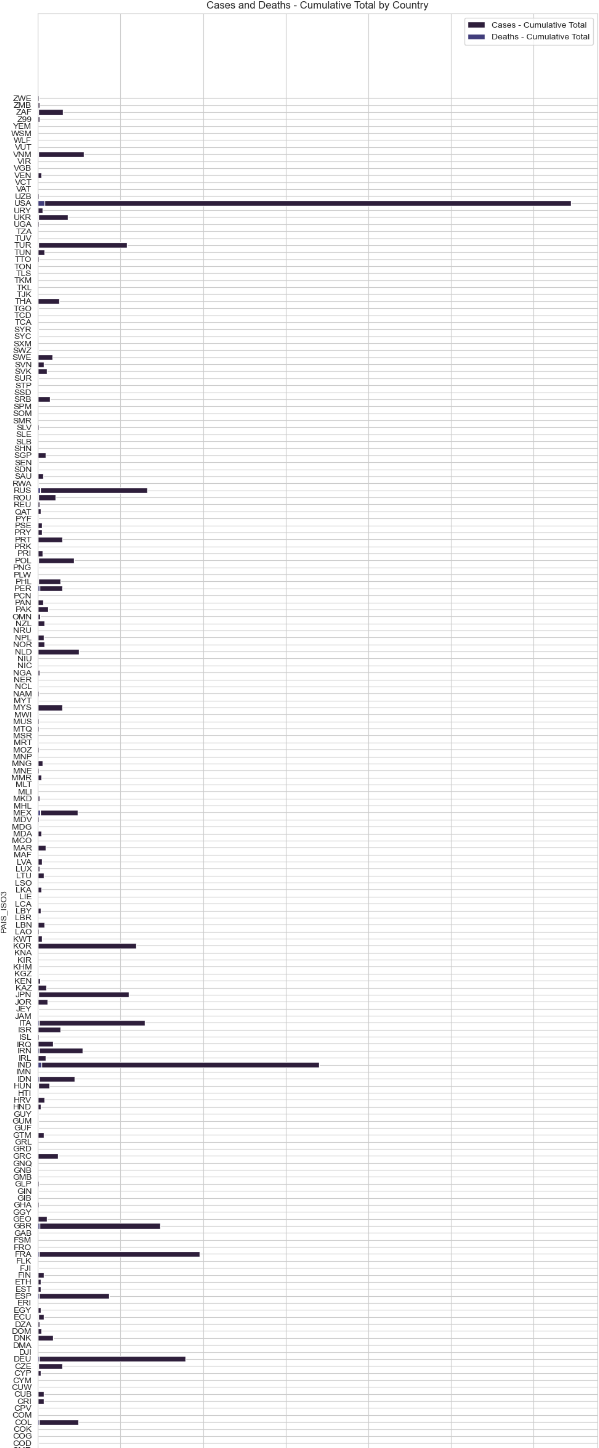 Cases and Deaths - Cumulative Total by Country
Cases - Cumulative Total
Deaths - Cumulative Total
PAIS_ISO3
ZWE
ZMB
ZAF
Z99
YEM
WSM
WLF
VUT
VNM
VIR
VGB
VEN
VCT
VAT
UZB
USA
URY
UKR
UGA
TZA
TUV
TUR
TUN
TTO
TON
TLS
TKM
TKL
TJK
THA
TGO
TCD
TCA
SYR
SYC
SXM
SWZ
SWE
SVN
SVK
SUR
STP
SSD
SRB
SPM
SOM
SMR
SLV
SLE
SLB
SHN
SGP
SEN
SDN
SAU
RWA
RUS
ROU
REU
QAT
PYF
PSE
PRY
PRT
PRK
PRI
POL
PNG
PLW
PHL
PER
PCN
PAN
PAK
OMN
NZL
NRU
NPL
NOR
NLD
NIU
NIC
NGA
NER
NCL
NAM
MYT
MYS
MWI
MUS
MTQ
MSR
MRT
MOZ
MNP
MNG
MNE
MMR
MLT
MLI
MKD
MHL
MEX
MDV
MDG
MDA
MCO
MAR
MAF
LVA
LUX
LTU
LSO
LKA
LIE
LCA
LBY
LBR
LBN
LAO
KWT
KOR
KNA
KIR
KHM
KGZ
KEN
KAZ
JPN
JOR
JEY
JAM
ITA
ISR
ISL
IRQ
IRN
IRL
IND
IMN
IDN
HUN
HTI
HRV
HND
GUY
GUM
GUF
GTM
GRL
GRD
GRC
GNQ
GNB
GMB
GLP
GIN
GIB
GHA
GGY
GEO
GBR
GAB
FSM
FRO
FRA
FLK
FJI
FIN
ETH
EST
ESP
ERI
EGY
ECU
DZA
DOM
DNK
DMA
DJI
DEU
CZE
CYP
CYM
CUW
CUB
CRI
CPV
COM
COL
COK
COG
COD